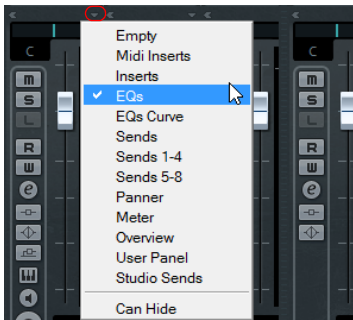 C
Empty
C
Midi Inserts
m
Inserts
m
S
EQs
S
L
EQs Curve
L
Sends
R
Sends 1-4
R
W
Sends 5-8
W
e
Panner
e
Meter
Overview
User Panel
Studio Sends
Can Hide